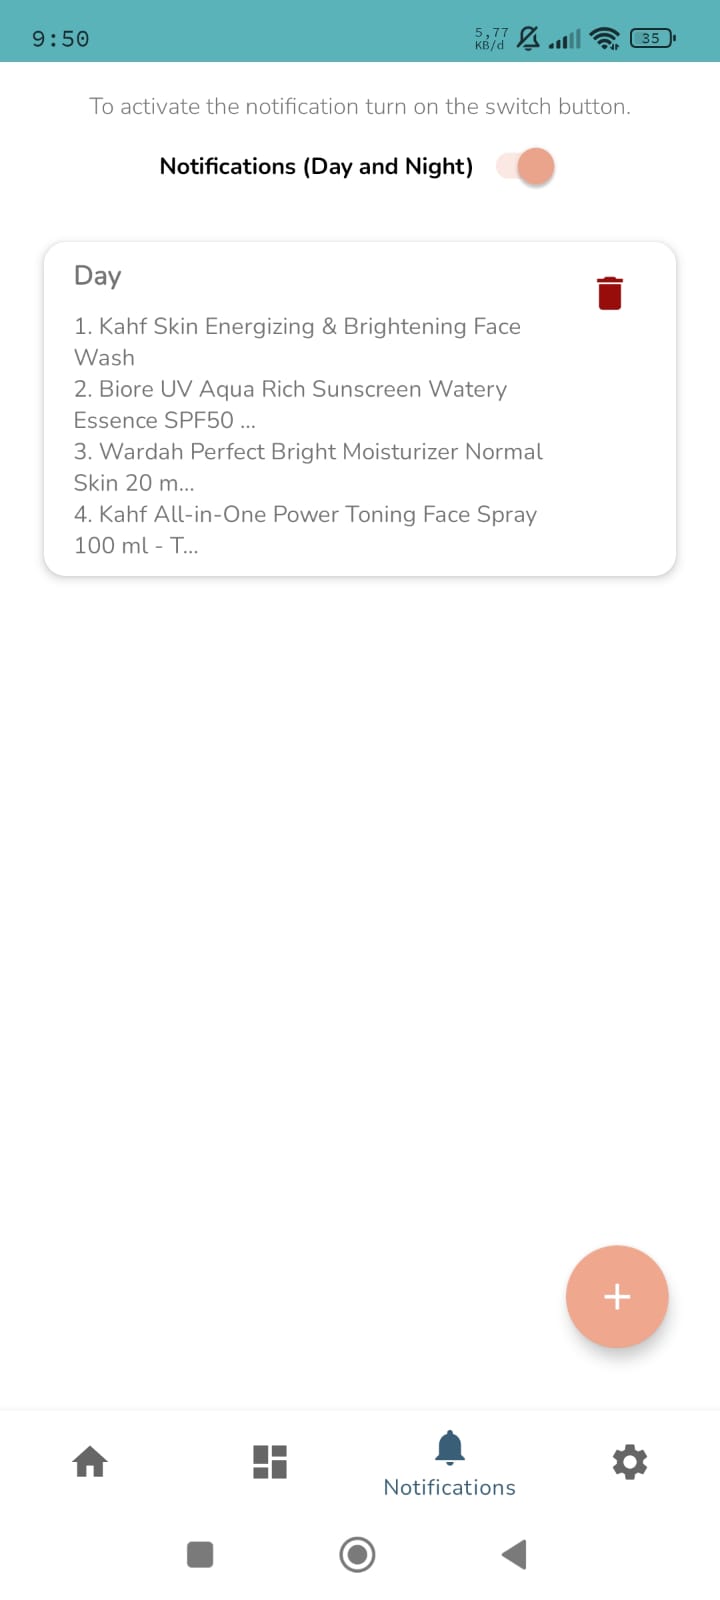 9:50
5,77
KB/d
35
To activate the notification turn on the switch button.
Notifications (Day and Night)
Day
1. Kahf Skin Energizing & Brightening Face
Wash
2. Biore UV Aqua Rich Sunscreen Watery
Essence SPF50 ...
3. Wardah Perfect Bright Moisturizer Normal
Skin 20 m...
4. Kahf All-in-One Power Toning Face Spray
100 ml - T...
Notifications